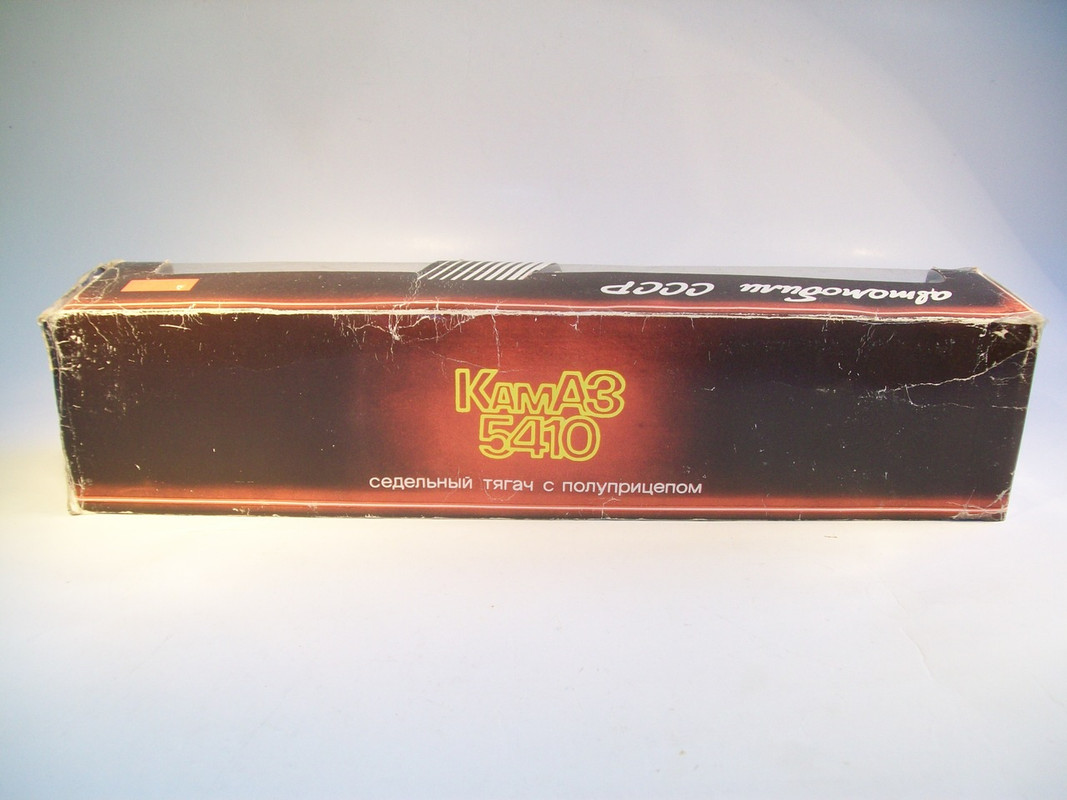 автомобили СССР
КамАЗ
5410
седельный тягач с полуприцепом